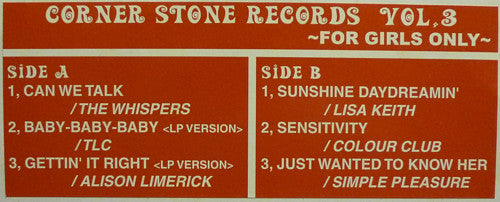 CORNER STONE RECORDS VOL.3
~FOR GIRLS ONLY~
SiDE A
1, CAN WE TALK
/THE WHISPERS
2, BABY-BABY-BABY <LP VERSION>
/TLC
3, GETTIN' IT RIGHT <LP VERSION>
/ALISON LIMERICK
SiDE B
1, SUNSHINE DAYDREAMIN'
/LISA KEITH
2, SENSITIVITY
/COLOUR CLUB
3, JUST WANTED TO KNOW HER
/SIMPLE PLEASURE